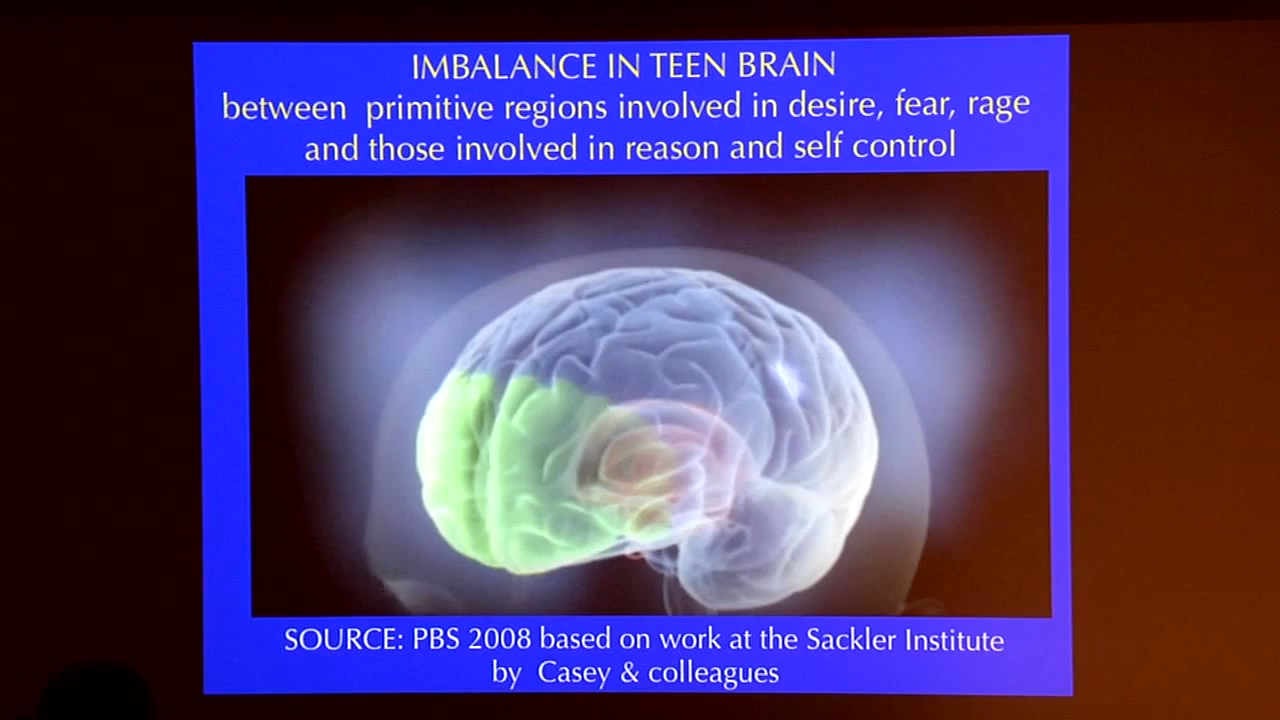 IMBALANCE IN TEEN BRAIN
between primitive regions involved in desire, fear, rage
and those involved in reason and self control
SOURCE: PBS 2008 based on work at the Sackler Institute
by Casey & colleagues